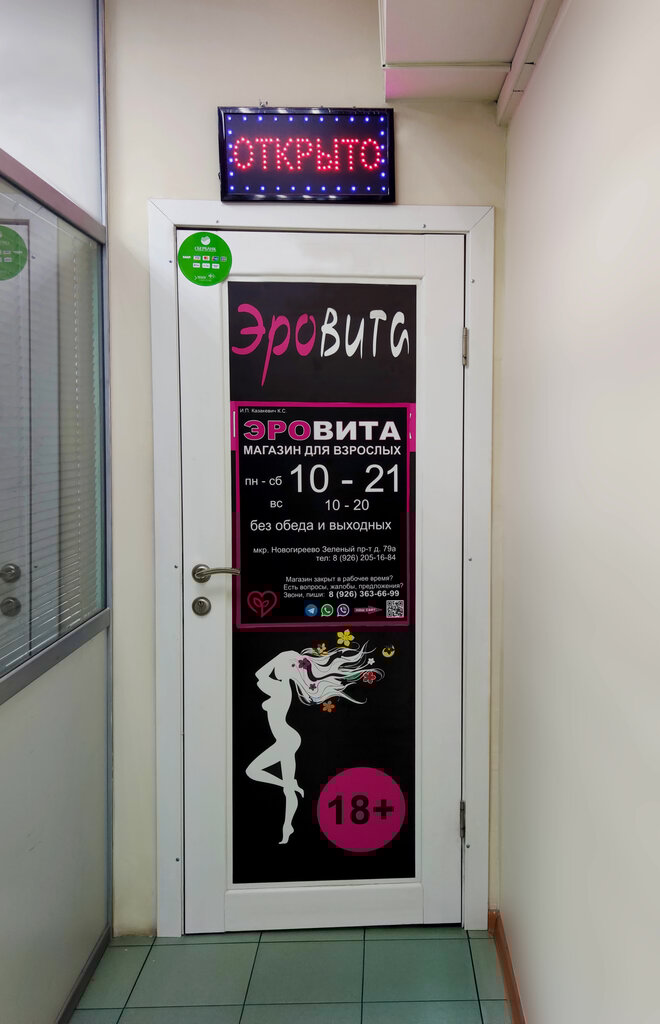 ОТКРЫТО
СБЕРБАНК
Эровита
И.П. Казакевич К.С.
ЭРОВИТА
МАГАЗИН ДЛЯ ВЗРОСЛЫХ
пн - сб 10 - 21
вс 10 - 20
без обеда и выходных
мкр. Новогиреево Зеленый пр-т д. 79а
тел: 8 (926) 205-16-84
Магазин закрыт в рабочее время?
Есть вопросы, жалобы, предложения?
Звони, пиши: 8 (926) 363-66-99
18+